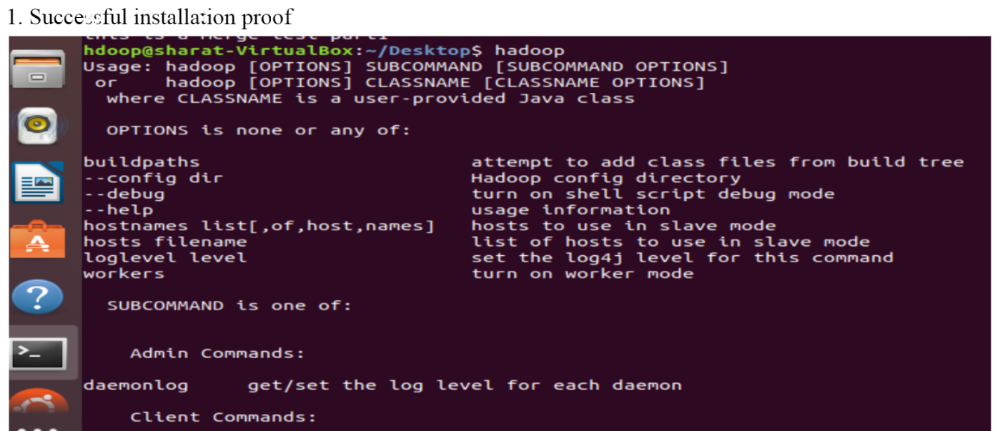 1. Successful installation proof
this is a merge test part1
hdoop@sharat-VirtualBox:~/Desktop$ hadoop
Usage: hadoop [OPTIONS] SUBCOMMAND [SUBCOMMAND OPTIONS]
or hadoop [OPTIONS] CLASSNAME [CLASSNAME OPTIONS]
where CLASSNAME is a user-provided Java class
OPTIONS is none or any of:
buildpaths attempt to add class files from build tree
--config dir Hadoop config directory
--debug turn on shell script debug mode
--help usage information
hostnames list[,of,host,names] hosts to use in slave mode
hosts filename list of hosts to use in slave mode
loglevel level set the log4j level for this command
workers turn on worker mode
SUBCOMMAND is one of:
Admin Commands:
daemonlog get/set the log level for each daemon
Client Commands: